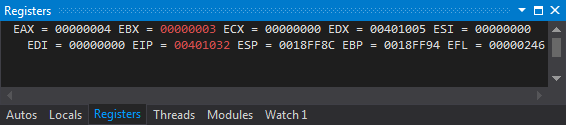 Registers
EAX = 00000004 EBX = 00000003 ECX = 00000000 EDX = 00401005 ESI = 00000000
EDI = 00000000 EIP = 00401032 ESP = 0018FF8C EBP = 0018FF94 EFL = 00000246
Autos Locals Registers Threads Modules Watch 1